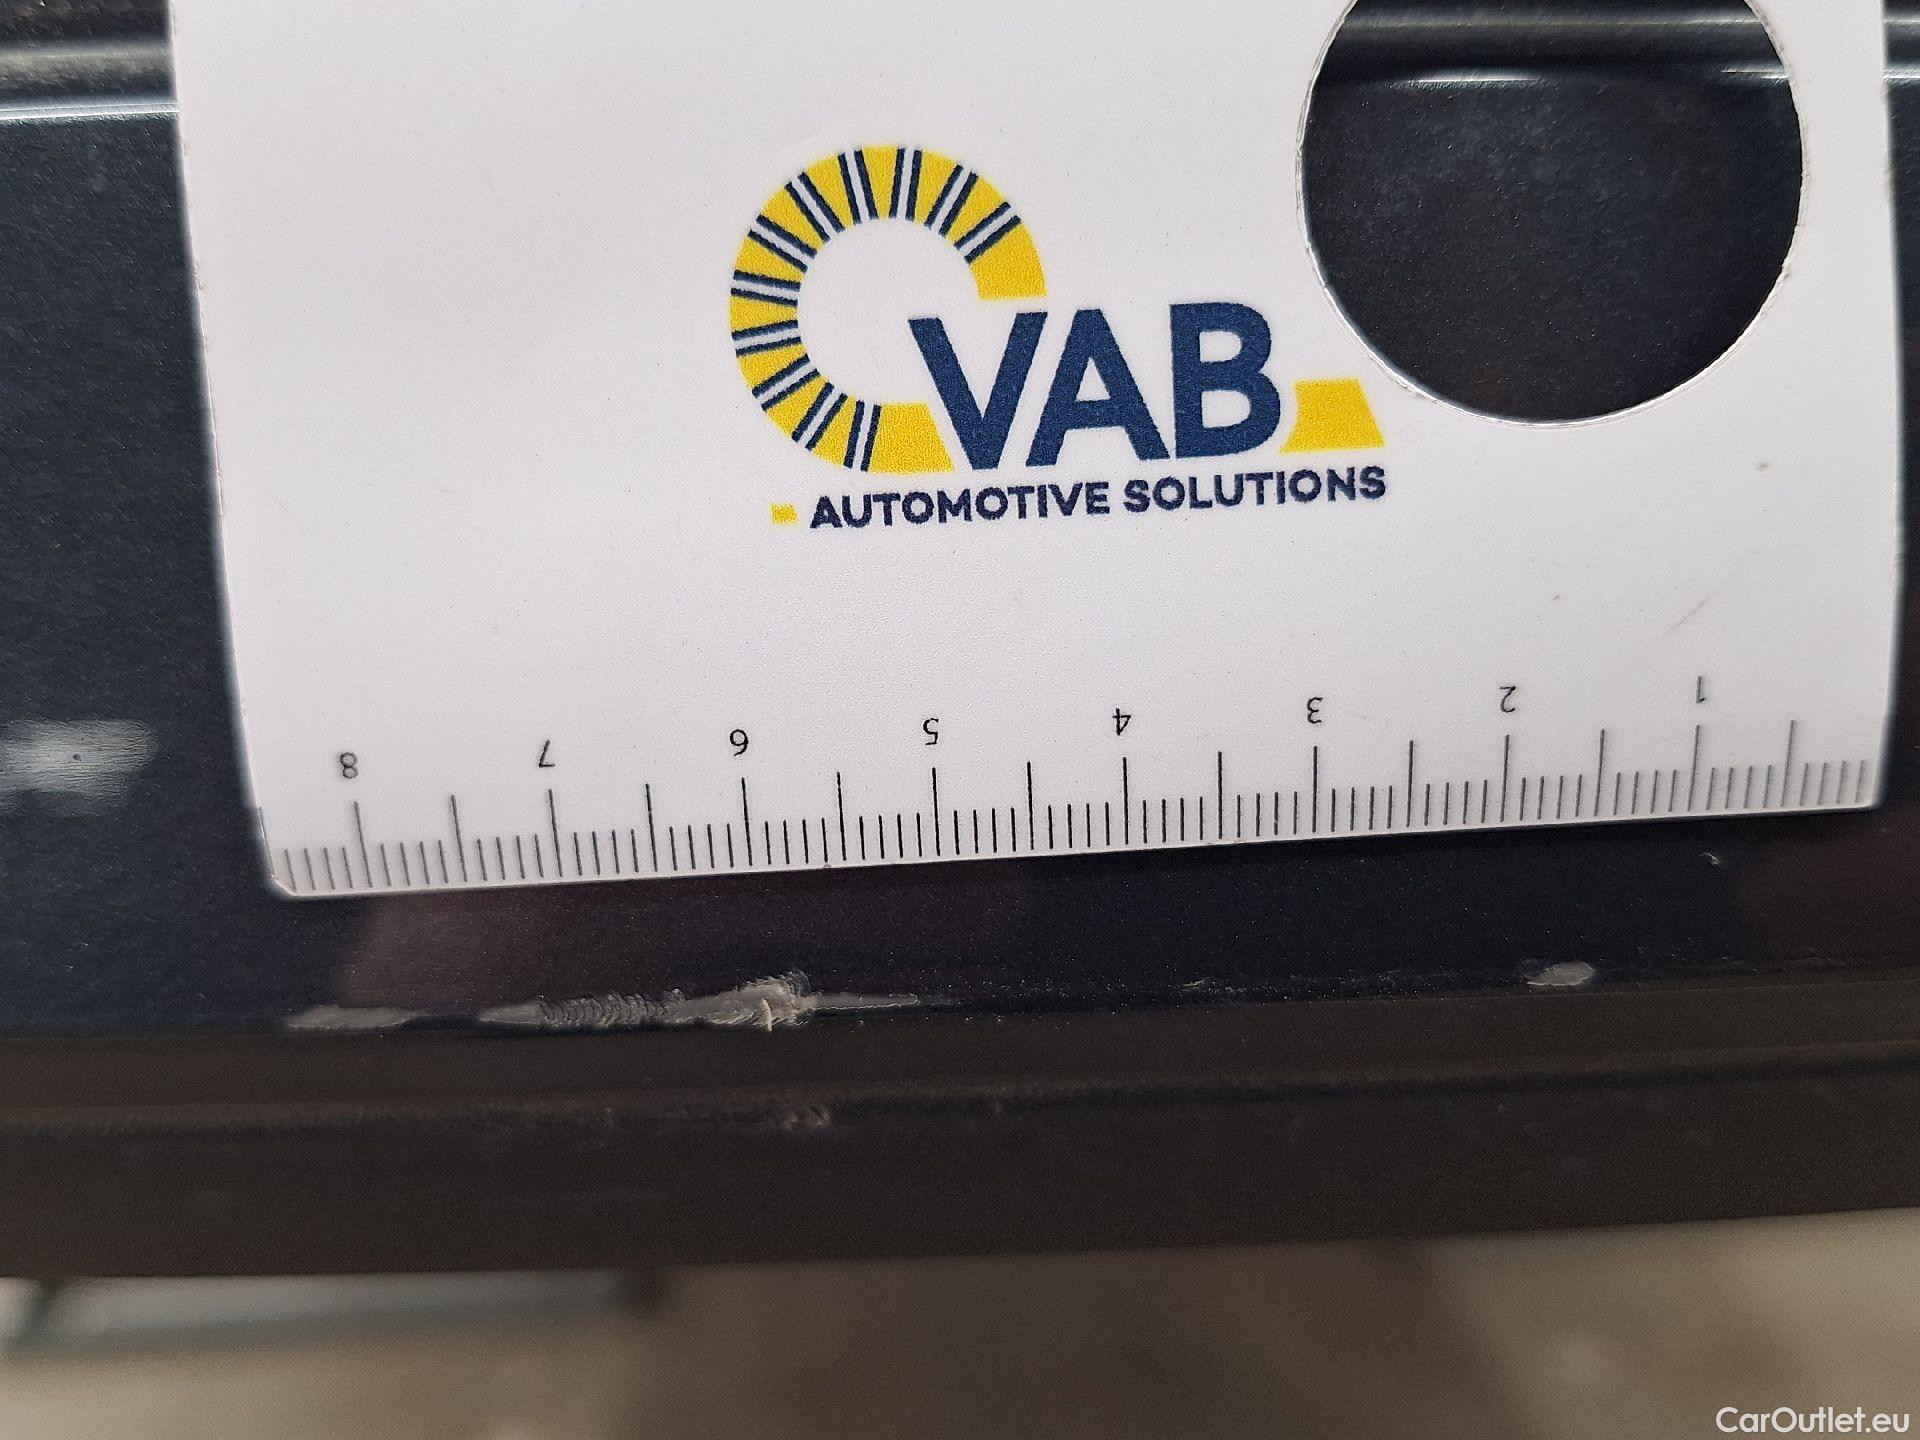 VAB
AUTOMOTIVE SOLUTIONS
8 7 6 5 4 3 2 1
CarOutlet.eu